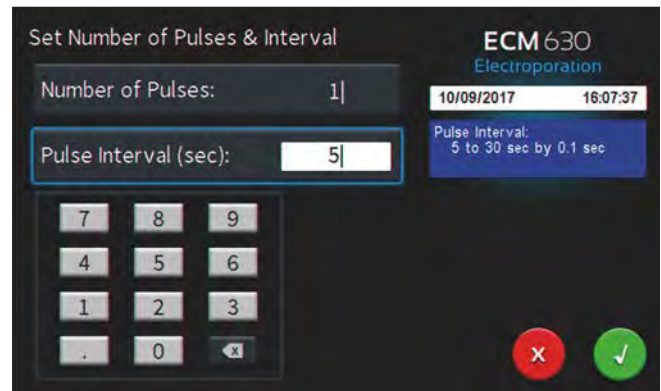 Set Number of Pulses & Interval
Number of Pulses: 1
Pulse Interval (sec): 5
7 8 9
4 5 6
1 2 3
. 0 x
ECM 630
Electroporation
10/09/2017 16:07:37
Pulse Interval:
5 to 30 sec by 0.1 sec
X